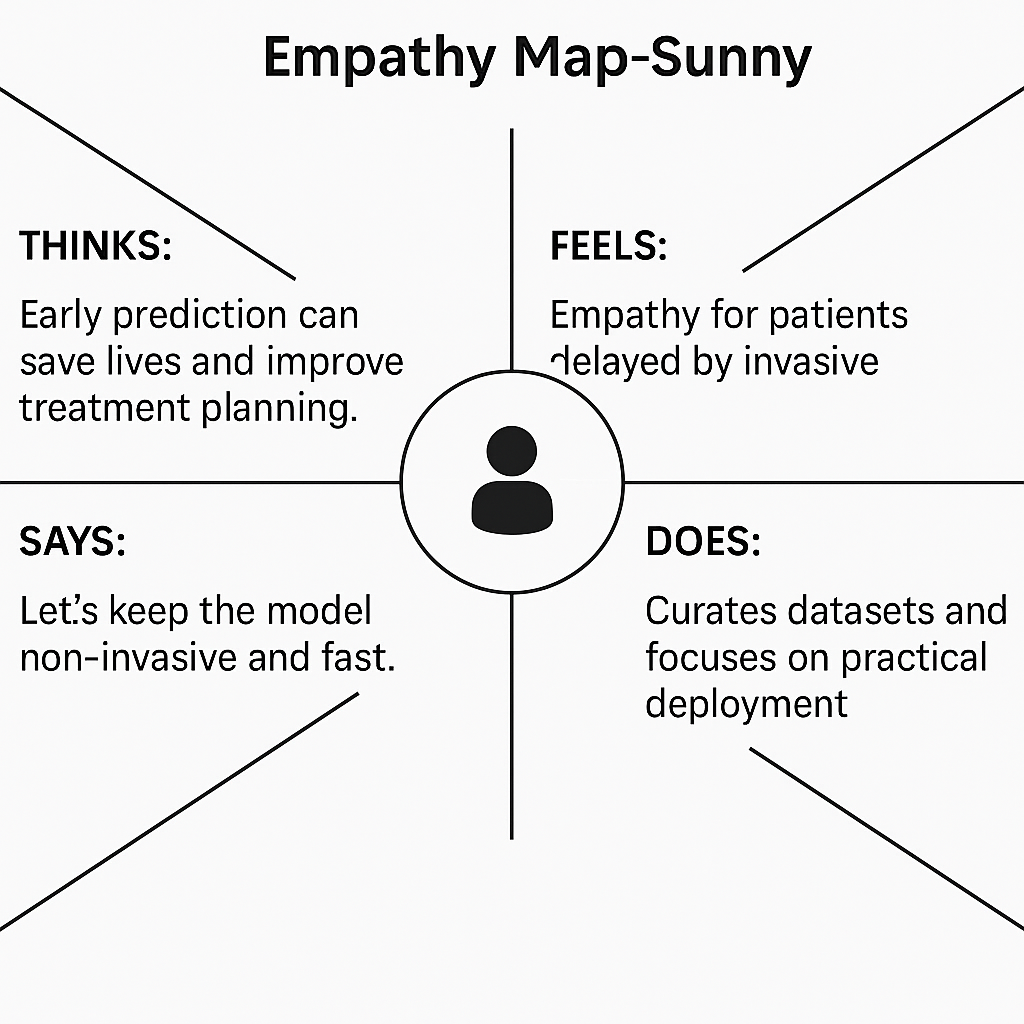 Empathy Map-Sunny
THINKS:
Early prediction can
save lives and improve
treatment planning.
FEELS:
Empathy for patients
delayed by invasive
SAYS:
Let.'s keep the model
non-invasive and fast.
DOES:
Curates datasets and
focuses on practical
deployment